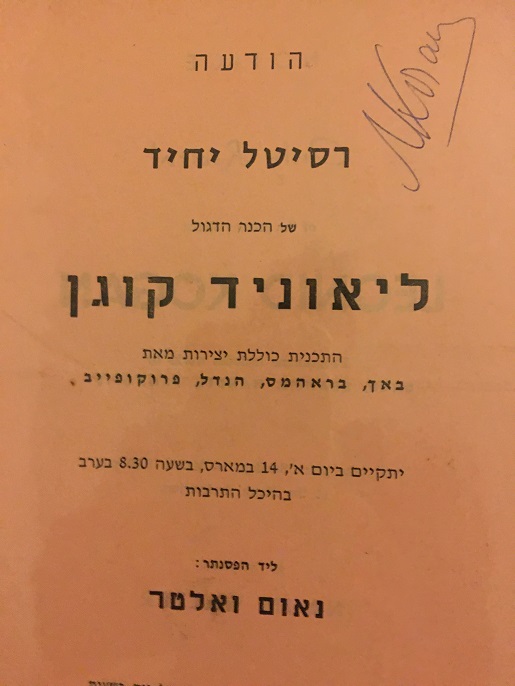 הודעה
רסיטל יחיד
של הכנר הדגול
ליאוניד קוגן
התכנית כוללת יצירות מאת
באך, בראהמס, הנדל, פרוקופייב.
יתקיים ביום א׳, 14 במארס, בשעה 8.30 בערב
בהיכל התרבות
ליד הפסנתר:
נאום ואלטר